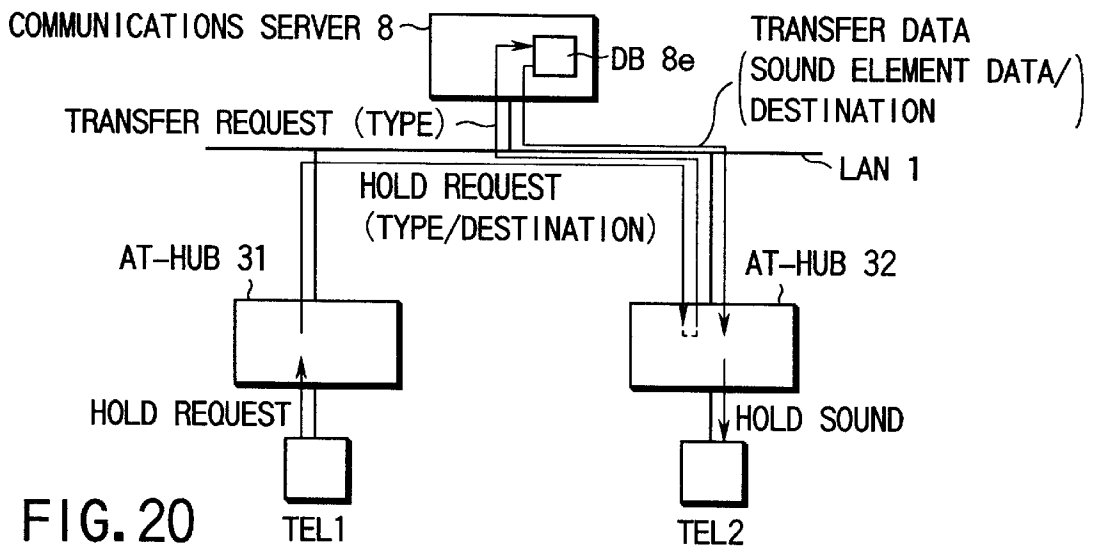 COMMUNICATIONS SERVER 8
DB 8e
TRANSFER DATA
(SOUND ELEMENT DATA/
DESTINATION)
TRANSFER REQUEST (TYPE)
LAN 1
HOLD REQUEST
(TYPE/DESTINATION)
AT-HUB 31
AT-HUB 32
HOLD REQUEST
HOLD SOUND
TEL1
TEL2
FIG. 20